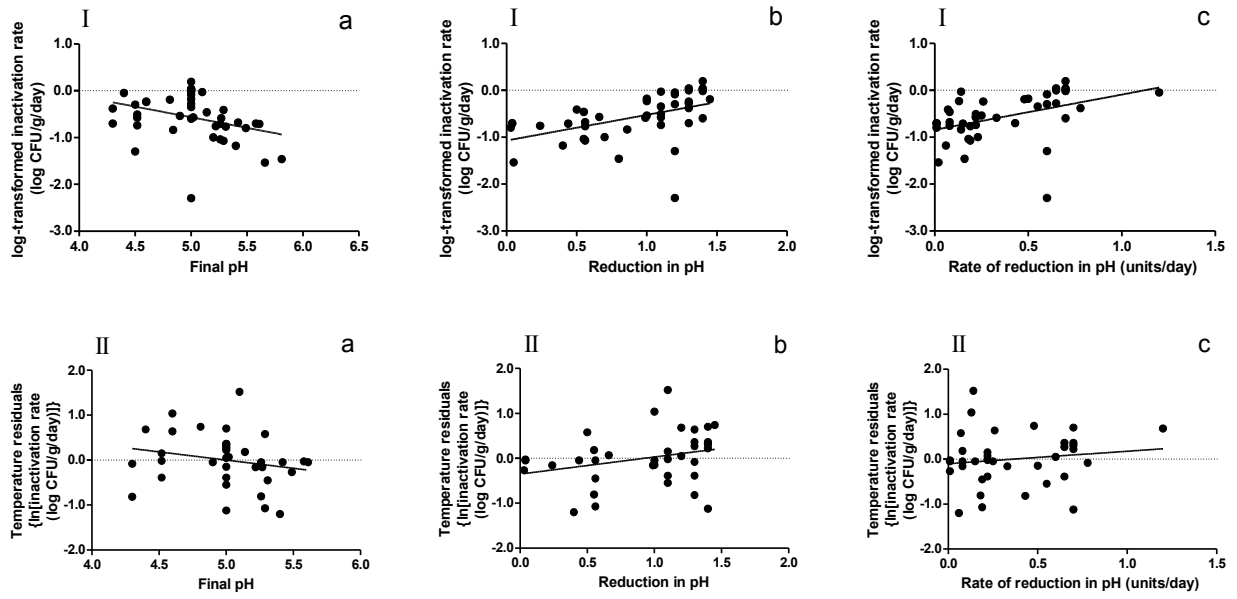 I a
log-transformed inactivation rate
(log CFU/g/day)
1.0
0.0
-1.0
-2.0
-3.0
4.0 4.5 5.0 5.5 6.0 6.5
Final pH
I b
log-transformed inactivation rate
(log CFU/g/day)
1.0
0.0
-1.0
-2.0
-3.0
0.0 0.5 1.0 1.5 2.0
Reduction in pH
I c
log-transformed inactivation rate
(log CFU/g/day)
1.0
0.0
-1.0
-2.0
-3.0
0.0 0.5 1.0 1.5
Rate of reduction in pH (units/day)
II a
Temperature residuals
{ln[inactivation rate
(log CFU/g/day)]}
2.0
1.0
0.0
-1.0
-2.0
4.0 4.5 5.0 5.5 6.0
Final pH
II b
Temperature residuals
{ln[inactivation rate
(log CFU/g/day)]}
2.0
1.0
0.0
-1.0
-2.0
0.0 0.5 1.0 1.5 2.0
Reduction in pH
II c
Temperature residuals
{ln[inactivation rate
(log CFU/g/day)]}
2.0
1.0
0.0
-1.0
-2.0
0.0 0.5 1.0 1.5
Rate of reduction in pH (units/day)